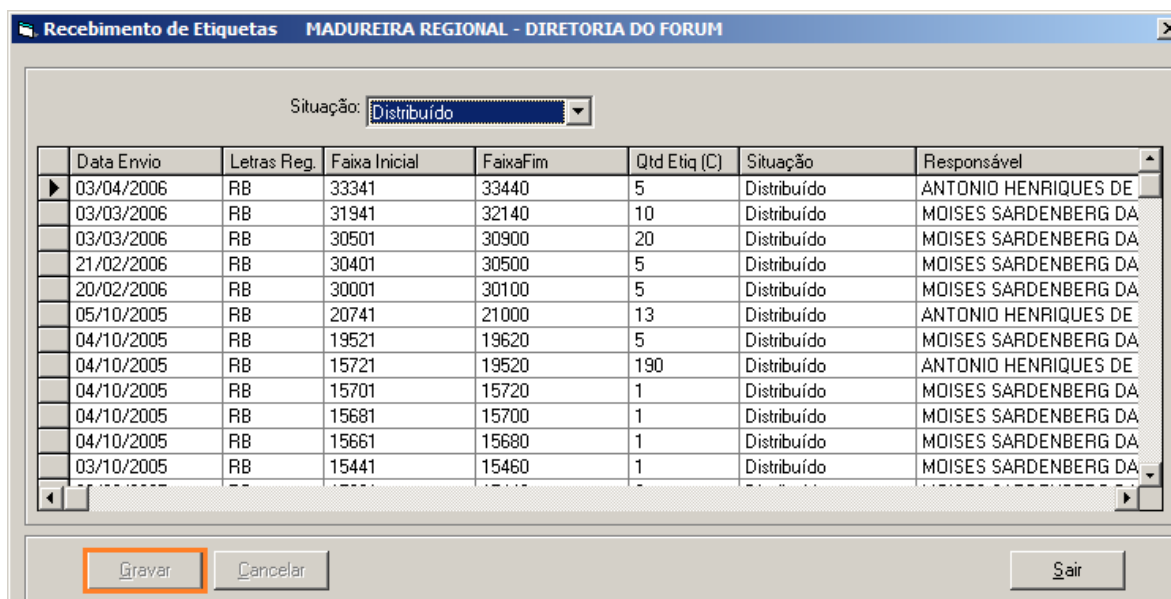 Recebimento de Etiquetas MADUREIRA REGIONAL - DIRETORIA DO FORUM
Situação: Distribuído
Data Envio Letras Reg. Faixa Inicial FaixaFim Qtd Etiq (C) Situação Responsável
03/04/2006 RB 33341 33440 5 Distribuído ANTONIO HENRIQUES DE
03/03/2006 RB 31941 32140 10 Distribuído MOISES SARDENBERG DA
03/03/2006 RB 30501 30900 20 Distribuído MOISES SARDENBERG DA
21/02/2006 RB 30401 30500 5 Distribuído MOISES SARDENBERG DA
20/02/2006 RB 30001 30100 5 Distribuído MOISES SARDENBERG DA
05/10/2005 RB 20741 21000 13 Distribuído ANTONIO HENRIQUES DE
04/10/2005 RB 19521 19620 5 Distribuído MOISES SARDENBERG DA
04/10/2005 RB 15721 19520 190 Distribuído ANTONIO HENRIQUES DE
04/10/2005 RB 15701 15720 1 Distribuído MOISES SARDENBERG DA
04/10/2005 RB 15681 15700 1 Distribuído MOISES SARDENBERG DA
04/10/2005 RB 15661 15680 1 Distribuído MOISES SARDENBERG DA
03/10/2005 RB 15441 15460 1 Distribuído MOISES SARDENBERG DA
Gravar Cancelar Sair